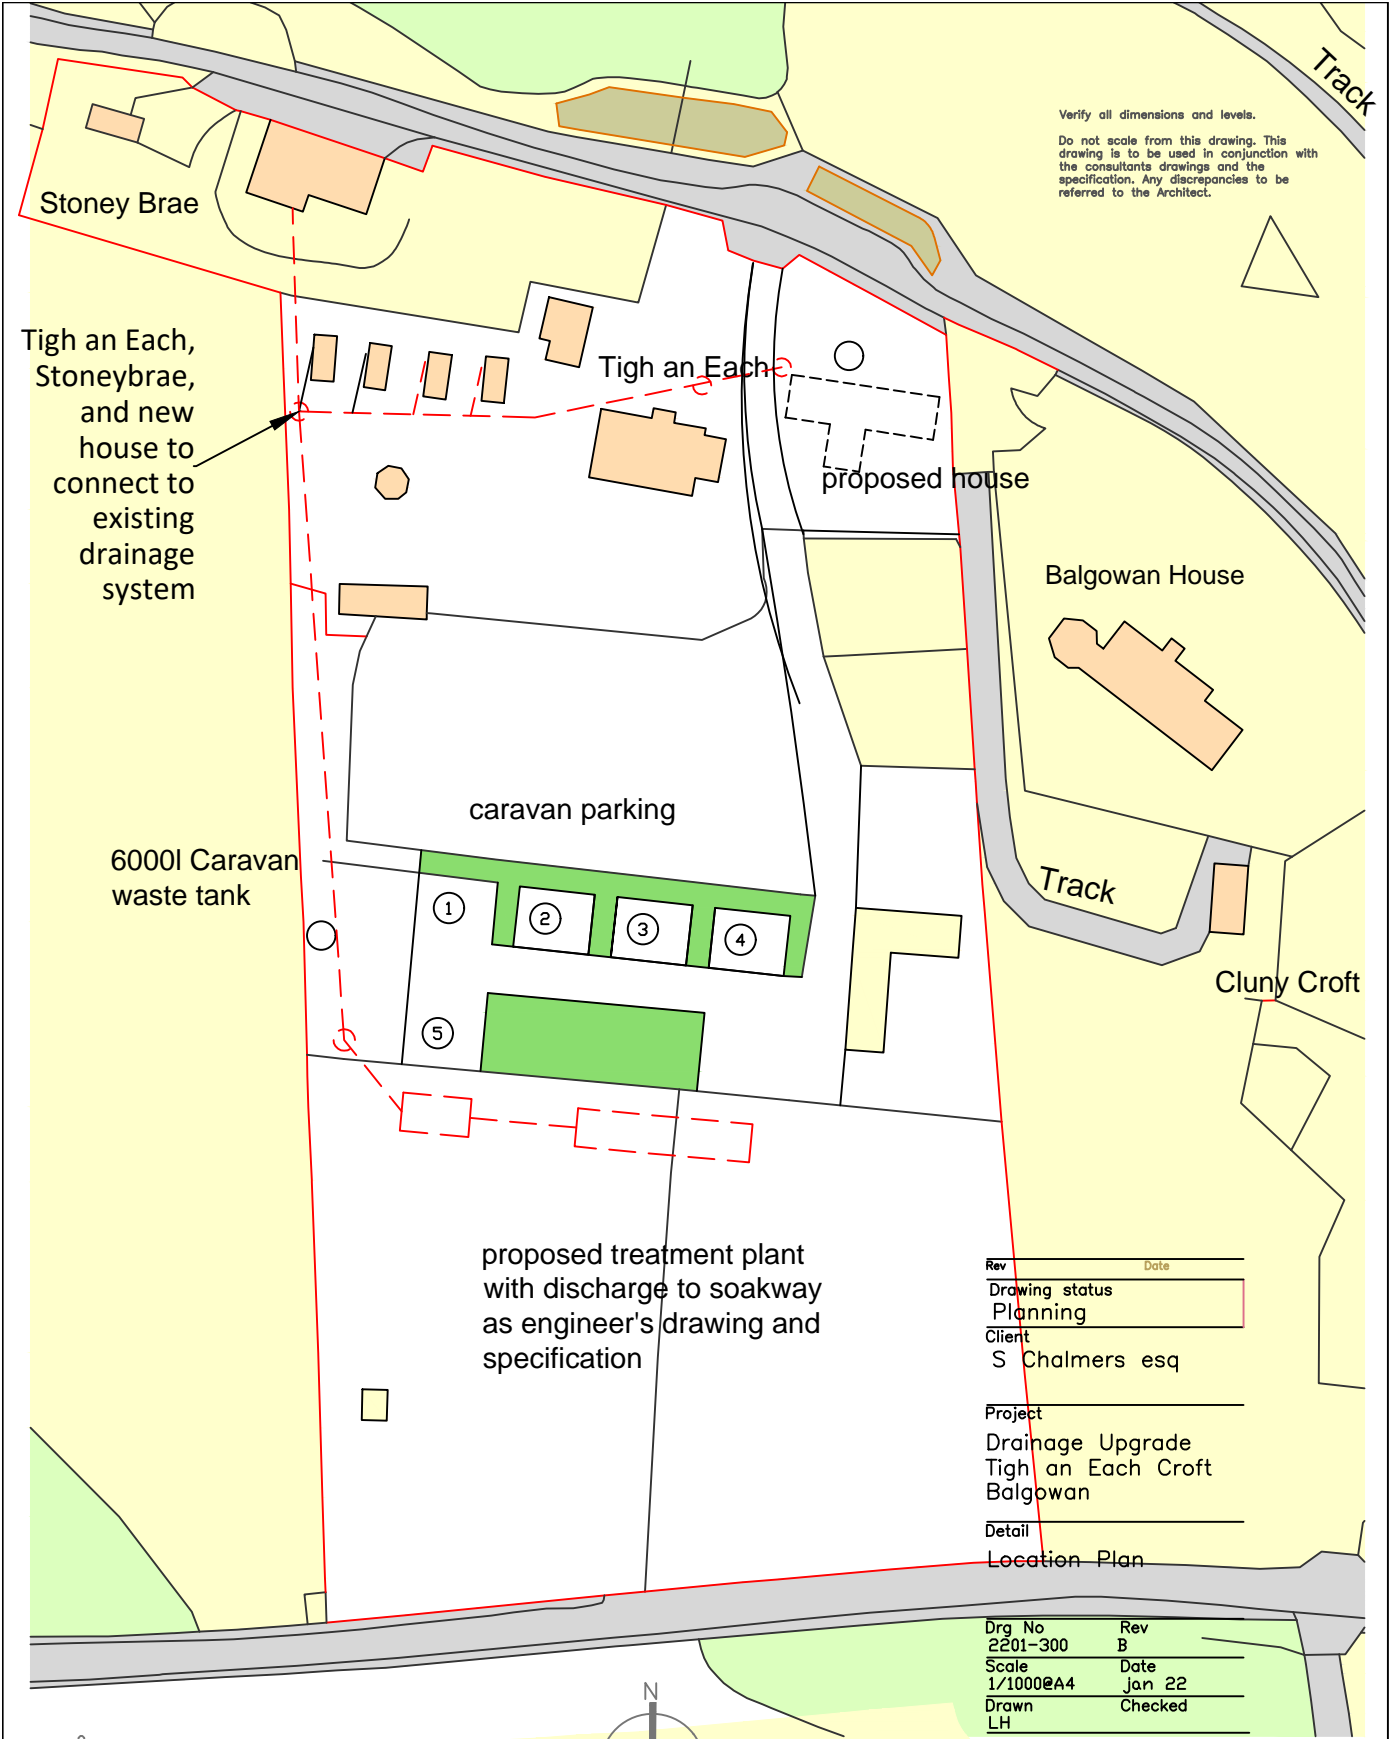 Track
Verify all dimensions and levels.
Do not scale from this drawing. This
drawing is to be used in conjunction with
the consultants drawings and the
specification. Any discrepancies to be
referred to the Architect.
Stoney Brae
Tigh an Each,
Stoneybrae,
and new
house to
connect to
existing
drainage
system
Tigh an Each
proposed house
Balgowan House
caravan parking
6000l Caravan
waste tank
Track
1
2
3
4
5
Cluny Croft
proposed treatment plant
with discharge to soakway
as engineer's drawing and
specification
Rev Date
Drawing status
Planning
Client
S Chalmers esq
Project
Drainage Upgrade
Tigh an Each Croft
Balgowan
Detail
Location Plan
Drg No Rev
2201-300 B
Scale Date
1/1000@A4 jan 22
Drawn Checked
LH
N